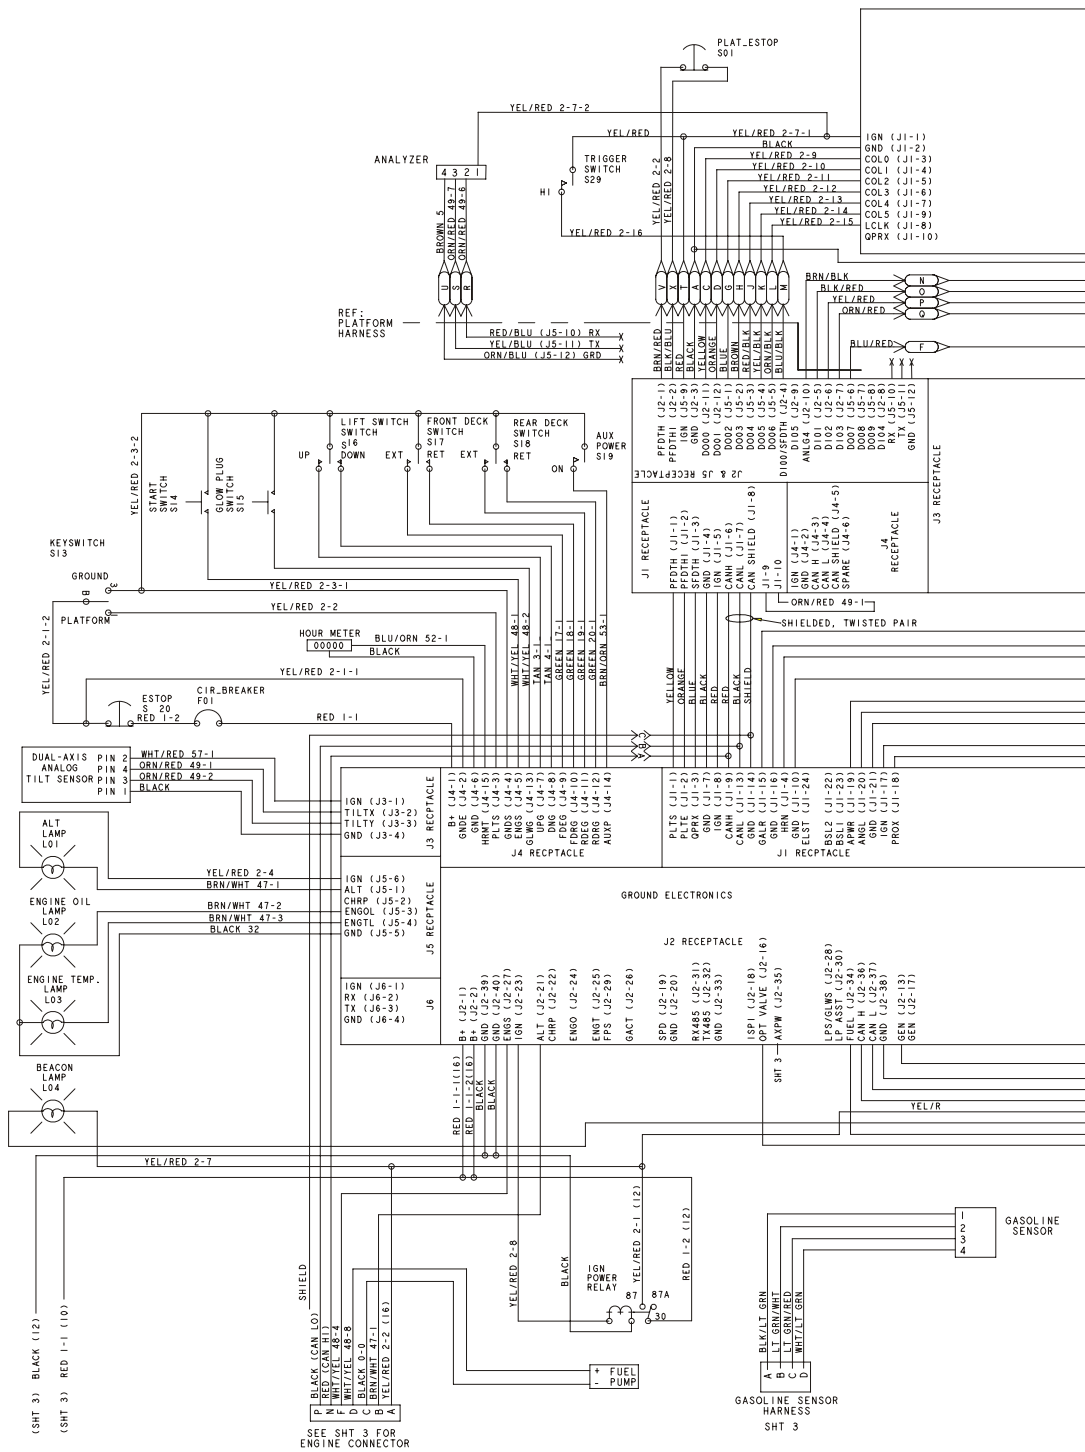 PLAT_ESTOP
S01
YEL/RED 2-7-2
YEL/RED
YEL/RED 2-7-1
BLACK
YEL/RED 2-9
YEL/RED 2-10
YEL/RED 2-11
YEL/RED 2-12
YEL/RED 2-13
YEL/RED 2-14
YEL/RED 2-15
YEL/RED 2-16
IGN (J1-1)
GND (J1-2)
COL0 (J1-3)
COL1 (J1-4)
COL2 (J1-5)
COL3 (J1-6)
COL4 (J1-7)
COL5 (J1-9)
LCLK (J1-8)
QPRX (J1-10)
ANALYZER
4 3 2 1
TRIGGER
SWITCH
S29
HI
YEL/RED 2-2
YEL/RED 2-8
BROWN 5
ORN/RED 49-7
ORN/RED 49-6
U
S
R
V
X
T
A
C
D
G
H
J
K
L
M
BRN/BLK
BLK/RED
YEL/RED
ORN/RED
BLU/RED
N
O
P
Q
F
REF:
PLATFORM
HARNESS
RED/BLU (J5-10) RX
YEL/BLU (J5-11) TX
ORN/BLU (J5-12) GRD
BRN/RED
BLK/BLU
RED
BLACK
YELLOW
ORANGE
BLUE
BROWN
RED/BLK
YEL/BLK
ORN/BLK
BLU/BLK
PFDTH (J2-1)
PFDTHI (J2-2)
IGN (J5-9)
GND (J2-3)
DO00 (J2-11)
DO01 (J2-12)
DO02 (J5-1)
DO03 (J5-2)
DO04 (J5-3)
DO05 (J5-4)
DO06 (J5-5)
DI00/SFDTH (J2-4)
DI05 (J2-9)
ANLG4 (J2-10)
DI01 (J2-5)
DI02 (J2-6)
DI03 (J2-7)
DO07 (J5-6)
DO08 (J5-7)
DO09 (J5-8)
DI04 (J2-8)
RX (J5-10)
TX (J5-11)
GND (J5-12)
J2 & J5 RECEPTACLE
J3 RECEPTACLE
J1 RECEPTACLE
PFDTH (J1-1)
PFDTHI (J1-2)
SFDTH (J1-3)
GND (J1-4)
IGN (J1-5)
CANH (J1-6)
CANL (J1-7)
CAN SHIELD (J1-8)
J1-9
J1-10
IGN (J4-1)
GND (J4-2)
CAN H (J4-3)
CAN L (J4-4)
CAN SHIELD (J4-5)
SPARE (J4-6)
J4
RECEPTACLE
ORN/RED 49-1
SHIELDED, TWISTED PAIR
YEL/RED 2-3-2
START
SWITCH
S14
GLOW PLUG
SWITCH
S15
LIFT SWITCH
SWITCH
S16
UP
DOWN
FRONT DECK
SWITCH
S17
EXT
RET
REAR DECK
SWITCH
S18
EXT
RET
AUX
POWER
S19
ON
KEYSWITCH
S13
GROUND
3
B
PLATFORM
1
YEL/RED 2-3-1
YEL/RED 2-2
HOUR METER
00000
BLU/ORN 52-1
BLACK
YEL/RED 2-1-2
YEL/RED 2-1-1
ESTOP
S 20
RED 1-2
CIR_BREAKER
F01
RED 1-1
WHT/YEL 48-1
WHT/YEL 48-2
TAN 3-1
TAN 4-1
GREEN 17-1
GREEN 18-1
GREEN 19-1
GREEN 20-1
BRN/ORN 53-1
YELLOW
ORANGE
BLUE
BLACK
RED
RED
BLACK
SHIELD
C
B
A
DUAL-AXIS
ANALOG
TILT SENSOR
PIN 2
PIN 4
PIN 3
PIN 1
WHT/RED 57-1
ORN/RED 49-1
ORN/RED 49-2
BLACK
IGN (J3-1)
TILTX (J3-2)
TILTY (J3-3)
GND (J3-4)
J3 RECPTACLE
B+ (J4-1)
GNDE (J4-2)
GND (J4-6)
HRMT (J4-15)
PLTS (J4-3)
GNDS (J4-4)
ENGS (J4-5)
GLWG (J4-13)
UPG (J4-7)
DNG (J4-8)
FDEG (J4-9)
FDRG (J4-10)
RDEG (J4-11)
RDRG (J4-12)
AUXP (J4-14)
J4 RECPTACLE
PLTS (J1-1)
PLTE (J1-2)
QPRX (J1-3)
GND (J1-7)
IGN (J1-8)
CANH (J1-9)
CANL (J1-13)
GND (J1-14)
GALR (J1-15)
GND (J1-16)
HRN (J1-4)
GND (J1-10)
ELST (J1-24)
BSL2 (J1-22)
BSL1 (J1-23)
APWR (J1-19)
ANGL (J1-20)
GND (J1-21)
IGN (J1-17)
PROX (J1-18)
J1 RECPTACLE
ALT
LAMP
L01
YEL/RED 2-4
BRN/WHT 47-1
ENGINE OIL
LAMP
L02
BRN/WHT 47-2
BRN/WHT 47-3
BLACK 32
ENGINE TEMP.
LAMP
L03
IGN (J5-6)
ALT (J5-1)
CHRP (J5-2)
ENGOL (J5-3)
ENGTL (J5-4)
GND (J5-5)
J5 RECPTACLE
GROUND ELECTRONICS
J2 RECEPTACLE
IGN (J6-1)
RX (J6-2)
TX (J6-3)
GND (J6-4)
J6
B+ (J2-1)
B+ (J2-2)
GND (J2-39)
GND (J2-40)
ENGS (J2-27)
IGN (J2-23)
ALT (J2-21)
CHRP (J2-22)
ENGO (J2-24)
ENGT (J2-25)
FPS (J2-29)
GACT (J2-26)
SPD (J2-19)
GND (J2-20)
RX485 (J2-31)
TX485 (J2-32)
GND (J2-33)
ISPI (J2-18)
OPT VALVE (J2-16)
AXPW (J2-35)
LPS/GLWS (J2-28)
LP ASST (J2-30)
FUEL (J2-34)
CAN H (J2-36)
CAN L (J2-37)
GND (J2-38)
GEN (J2-13)
GEN (J2-17)
SHT 3
BEACON
LAMP
L04
RED 1-1-1(16)
RED 1-1-2(16)
BLACK
BLACK
YEL/R
YEL/RED 2-7
SHIELD
YEL/RED 2-8
BLACK
YEL/RED 2-1 (12)
RED 1-2 (12)
IGN
POWER
RELAY
87
87A
30
(SHT 3) BLACK (12)
(SHT 3) RED 1-1 (10)
BLACK (CAN LO)
RED (CAN HI)
WHT/YEL 48-4
WHT/YEL 48-8
BLACK 0-0
BRN/WHT 47-1
YEL/RED 2-2 (16)
P
N
F
D
C
B
A
SEE SHT 3 FOR
ENGINE CONNECTOR
+ FUEL
- PUMP
1
2
3
4
GASOLINE
SENSOR
BLK/LT GRN
LT GRN/WHT
LT GRN/RED
WHT/LT GRN
A
B
C
D
GASOLINE SENSOR
HARNESS
SHT 3